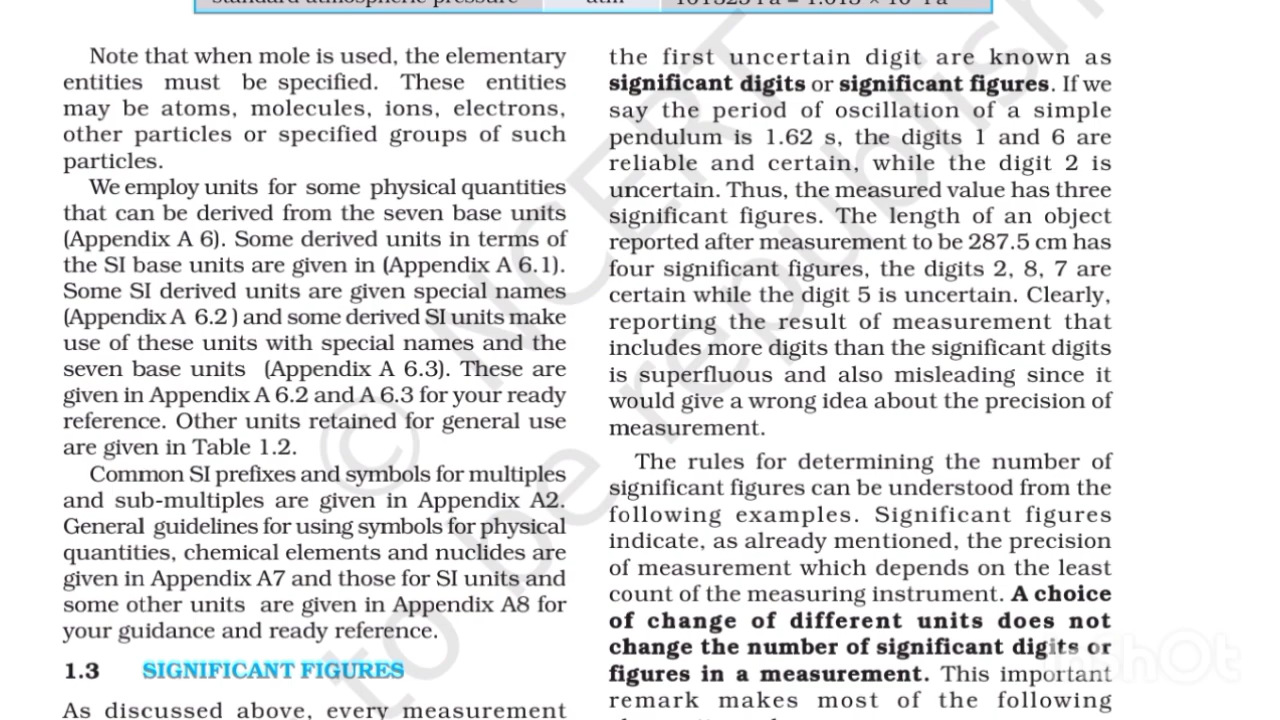 standard atmospheric pressure atm 101325 Pa = 1.013 × 10 Pa
Note that when mole is used, the elementary
entities must be specified. These entities
may be atoms, molecules, ions, electrons,
other particles or specified groups of such
particles.
We employ units for some physical quantities
that can be derived from the seven base units
(Appendix A 6). Some derived units in terms of
the SI base units are given in (Appendix A 6.1).
Some SI derived units are given special names
(Appendix A 6.2 ) and some derived SI units make
use of these units with special names and the
seven base units (Appendix A 6.3). These are
given in Appendix A 6.2 and A 6.3 for your ready
reference. Other units retained for general use
are given in Table 1.2.
Common SI prefixes and symbols for multiples
and sub-multiples are given in Appendix A2.
General guidelines for using symbols for physical
quantities, chemical elements and nuclides are
given in Appendix A7 and those for SI units and
some other units are given in Appendix A8 for
your guidance and ready reference.
1.3 SIGNIFICANT FIGURES
As discussed above, every measurement
the first uncertain digit are known as
significant digits or significant figures. If we
say the period of oscillation of a simple
pendulum is 1.62 s, the digits 1 and 6 are
reliable and certain, while the digit 2 is
uncertain. Thus, the measured value has three
significant figures. The length of an object
reported after measurement to be 287.5 cm has
four significant figures, the digits 2, 8, 7 are
certain while the digit 5 is uncertain. Clearly,
reporting the result of measurement that
includes more digits than the significant digits
is superfluous and also misleading since it
would give a wrong idea about the precision of
measurement.
The rules for determining the number of
significant figures can be understood from the
following examples. Significant figures
indicate, as already mentioned, the precision
of measurement which depends on the least
count of the measuring instrument. A choice
of change of different units does not
change the number of significant digits or
figures in a measurement. This important
remark makes most of the following
© NCERT
to be republish